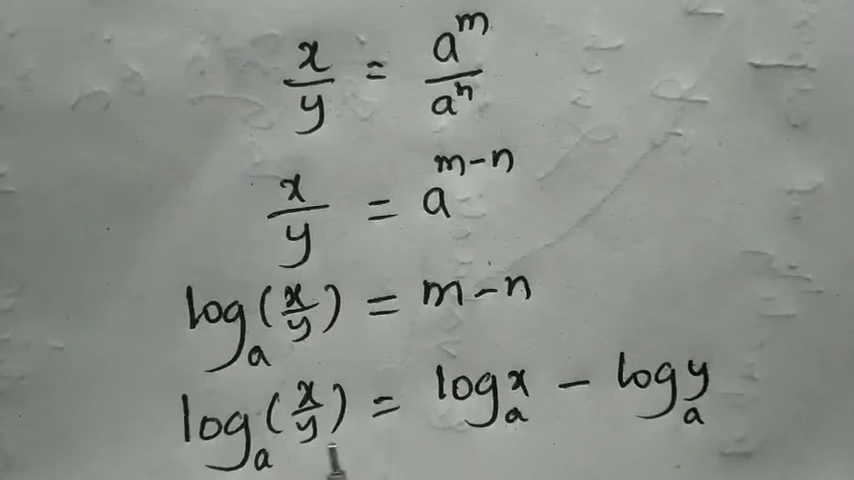 x/y = a^m/a^n
x/y = a^(m-n)
log_a (x/y) = m-n
log_a (x/y) = log_a x - log_a y